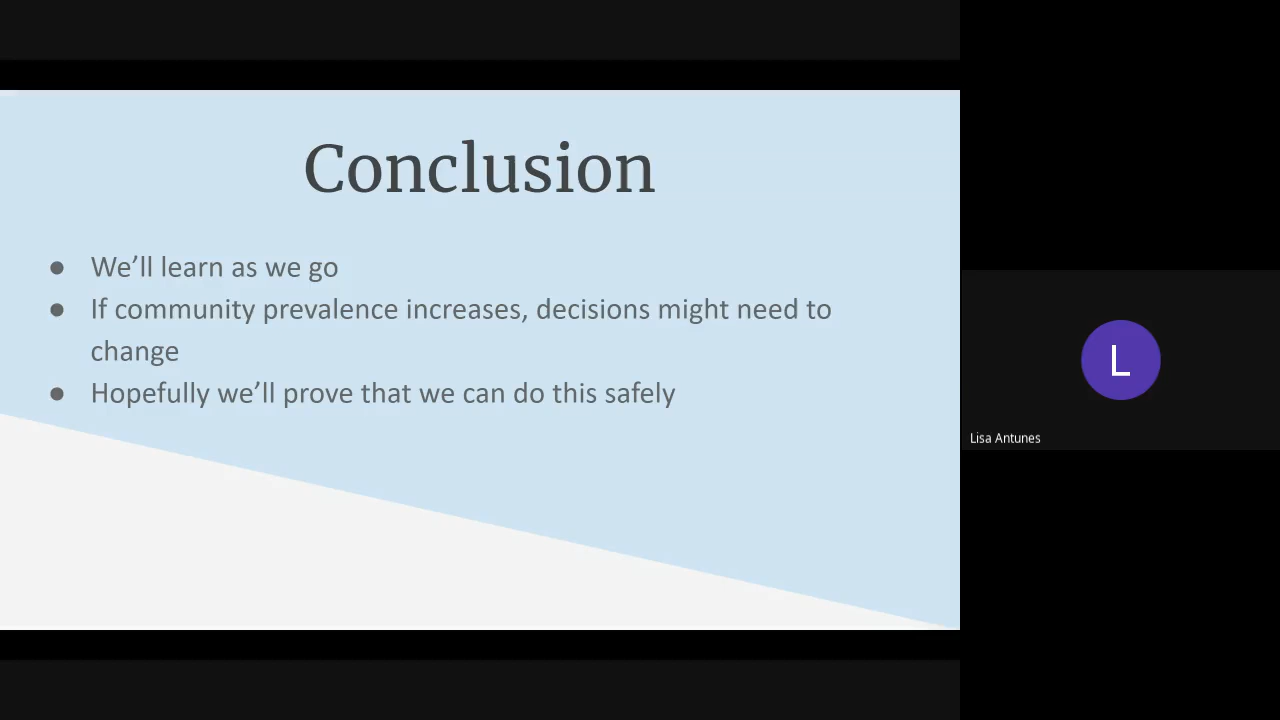 Conclusion
● We’ll learn as we go
● If community prevalence increases, decisions might need to
change
● Hopefully we’ll prove that we can do this safely
L
Lisa Antunes